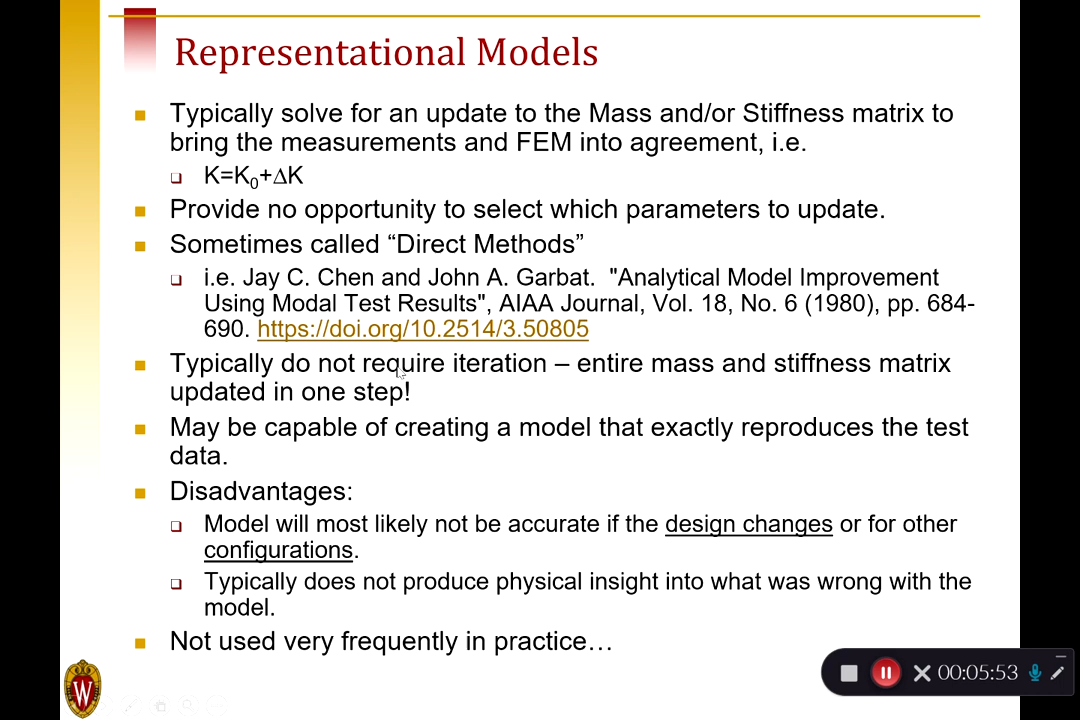 Representational Models
Typically solve for an update to the Mass and/or Stiffness matrix to
bring the measurements and FEM into agreement, i.e.
K=K₀+ΔK
Provide no opportunity to select which parameters to update.
Sometimes called “Direct Methods”
i.e. Jay C. Chen and John A. Garbat. "Analytical Model Improvement
Using Modal Test Results", AIAA Journal, Vol. 18, No. 6 (1980), pp. 684-
690. https://doi.org/10.2514/3.50805
Typically do not require iteration – entire mass and stiffness matrix
updated in one step!
May be capable of creating a model that exactly reproduces the test
data.
Disadvantages:
Model will most likely not be accurate if the design changes or for other
configurations.
Typically does not produce physical insight into what was wrong with the
model.
Not used very frequently in practice…
W
00:05:53